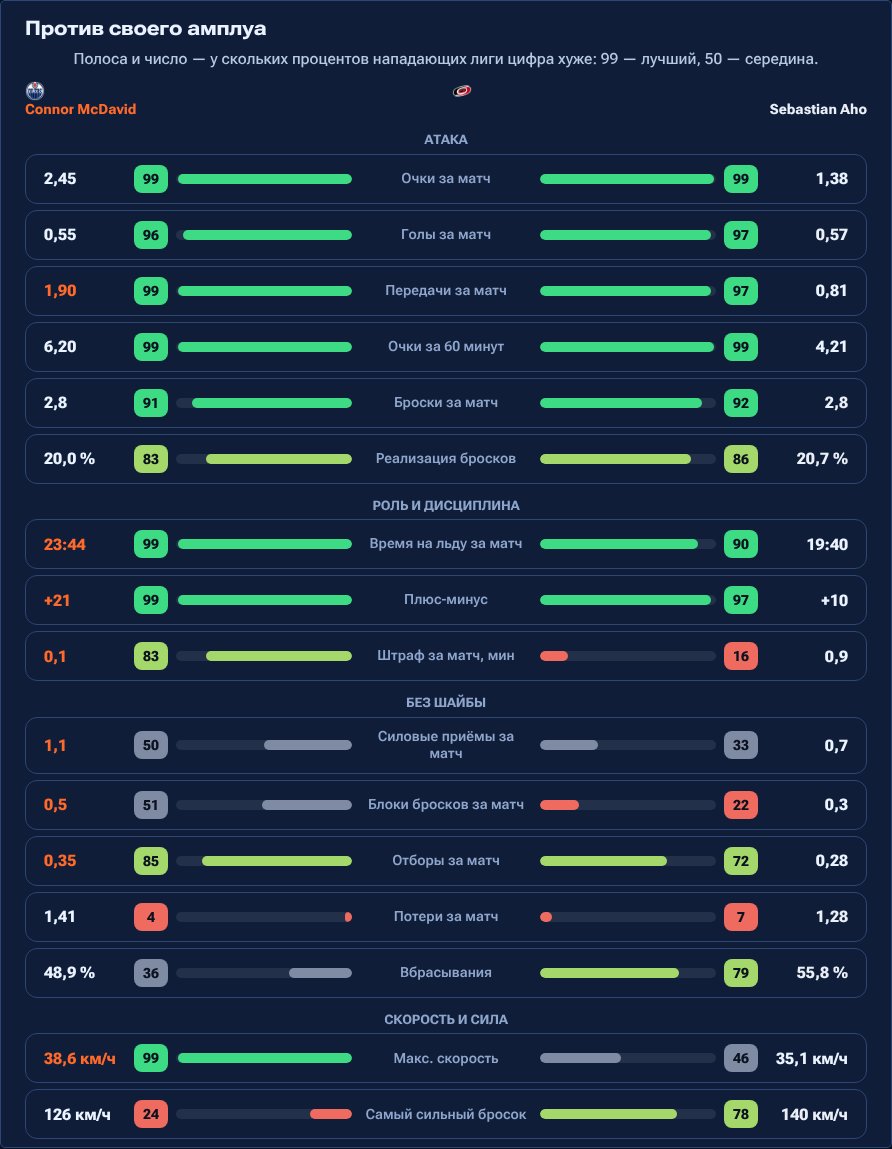 Против своего амплуа
Полоса и число — у скольких процентов нападающих лиги цифра хуже: 99 — лучший, 50 — середина.
Connor McDavid
Sebastian Aho
АТАКА
2,45 99 Очки за матч 99 1,38
0,55 96 Голы за матч 97 0,57
1,90 99 Передачи за матч 97 0,81
6,20 99 Очки за 60 минут 99 4,21
2,8 91 Броски за матч 92 2,8
20,0 % 83 Реализация бросков 86 20,7 %
РОЛЬ И ДИСЦИПЛИНА
23:44 99 Время на льду за матч 90 19:40
+21 99 Плюс-минус 97 +10
0,1 83 Штраф за матч, мин 16 0,9
БЕЗ ШАЙБЫ
1,1 50 Силовые приёмы за
матч 33 0,7
0,5 51 Блоки бросков за матч 22 0,3
0,35 85 Отборы за матч 72 0,28
1,41 4 Потери за матч 7 1,28
48,9 % 36 Вбрасывания 79 55,8 %
СКОРОСТЬ И СИЛА
38,6 км/ч 99 Макс. скорость 46 35,1 км/ч
126 км/ч 24 Самый сильный бросок 78 140 км/ч